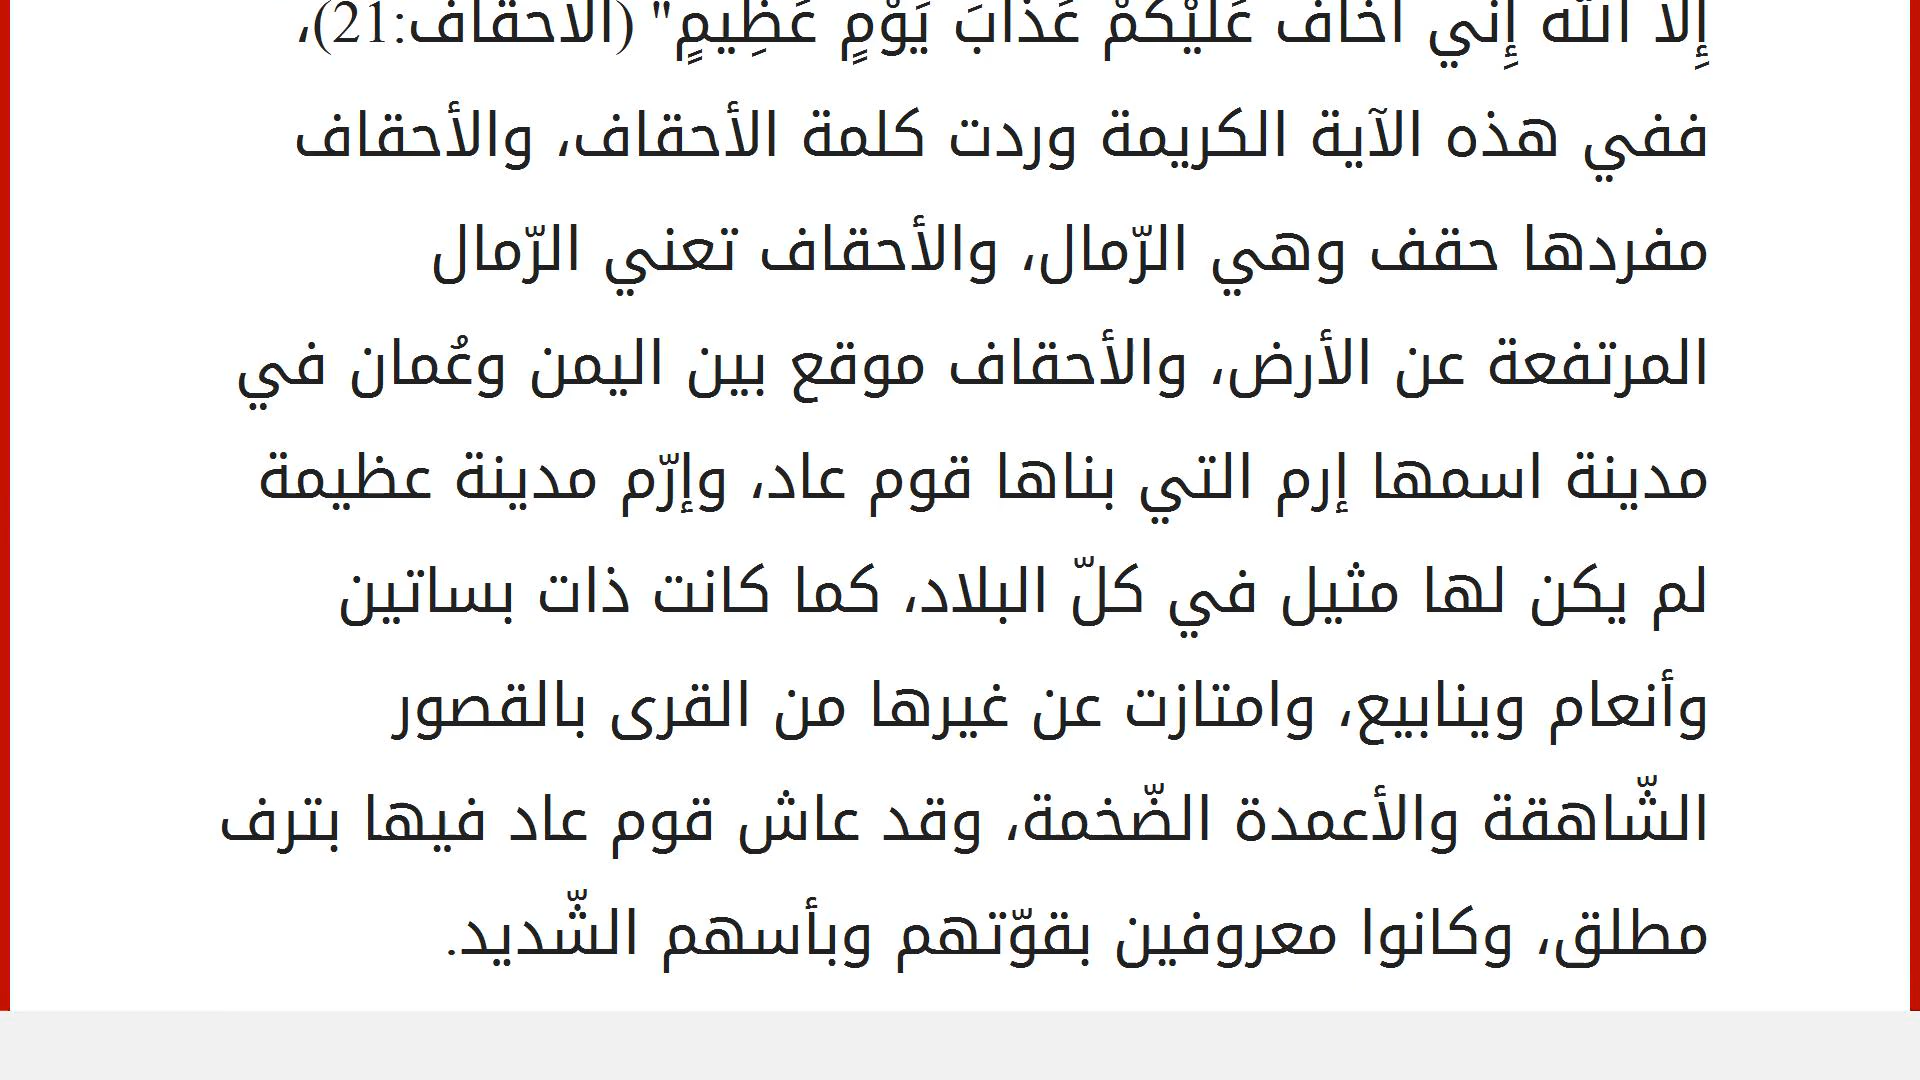 إِلَّا اللَّهَ إِنِّي أَخَافُ عَلَيْكُمْ عَذَابَ يَوْمٍ عَظِيمٍ" (الأحقاف:21)،
ففي هذه الآية الكريمة وردت كلمة الأحقاف، والأحقاف
مفردها حقف وهي الرّمال، والأحقاف تعني الرّمال
المرتفعة عن الأرض، والأحقاف موقع بين اليمن وعُمان في
مدينة اسمها إرم التي بناها قوم عاد، وإرّم مدينة عظيمة
لم يكن لها مثيل في كلّ البلاد، كما كانت ذات بساتين
وأنعام وينابيع، وامتازت عن غيرها من القرى بالقصور
الشّاهقة والأعمدة الضّخمة، وقد عاش قوم عاد فيها بترف
مطلق، وكانوا معروفين بقوّتهم وبأسهم الشّديد.